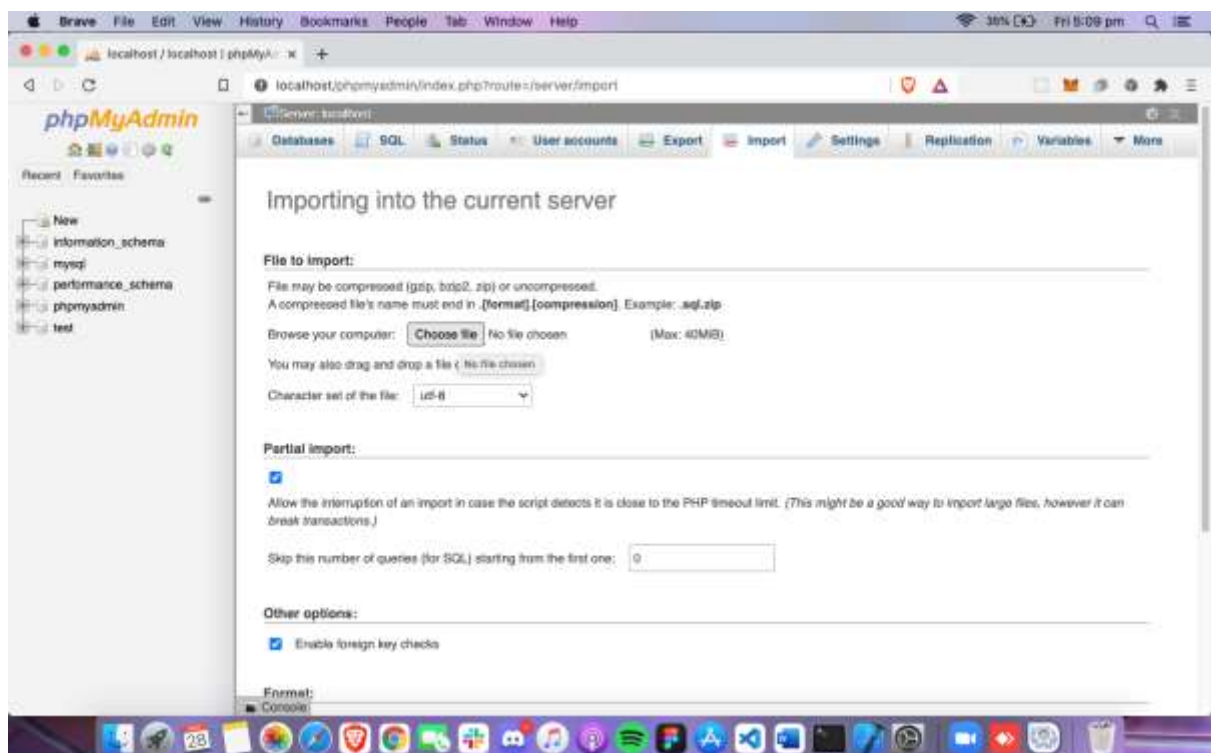 Brave File Edit View History Bookmarks People Tab Window Help
Fri 5:09 pm
localhost / localhost | phpMyA
localhost/phpmyadmin/index.php?route=/server/import
phpMyAdmin
Recent Favorites
New
information_schema
mysql
performance_schema
phpmyadmin
test
Server: localhost
Databases SQL Status User accounts Export Import Settings Replication Variables More
Importing into the current server
File to import:
File may be compressed (gzip, bzip2, zip) or uncompressed.
A compressed file's name must end in .[format].[compression]. Example: .sql.zip
Browse your computer: Choose file No file chosen (Max: 40MiB)
You may also drag and drop a file No file chosen
Character set of the file: utf-8
Partial import:
Allow the interruption of an import in case the script detects it is close to the PHP timeout limit. (This might be a good way to import large files, however it can
break transactions.)
Skip this number of queries (for SQL) starting from the first one: 0
Other options:
Enable foreign key checks
Format:
Console
28